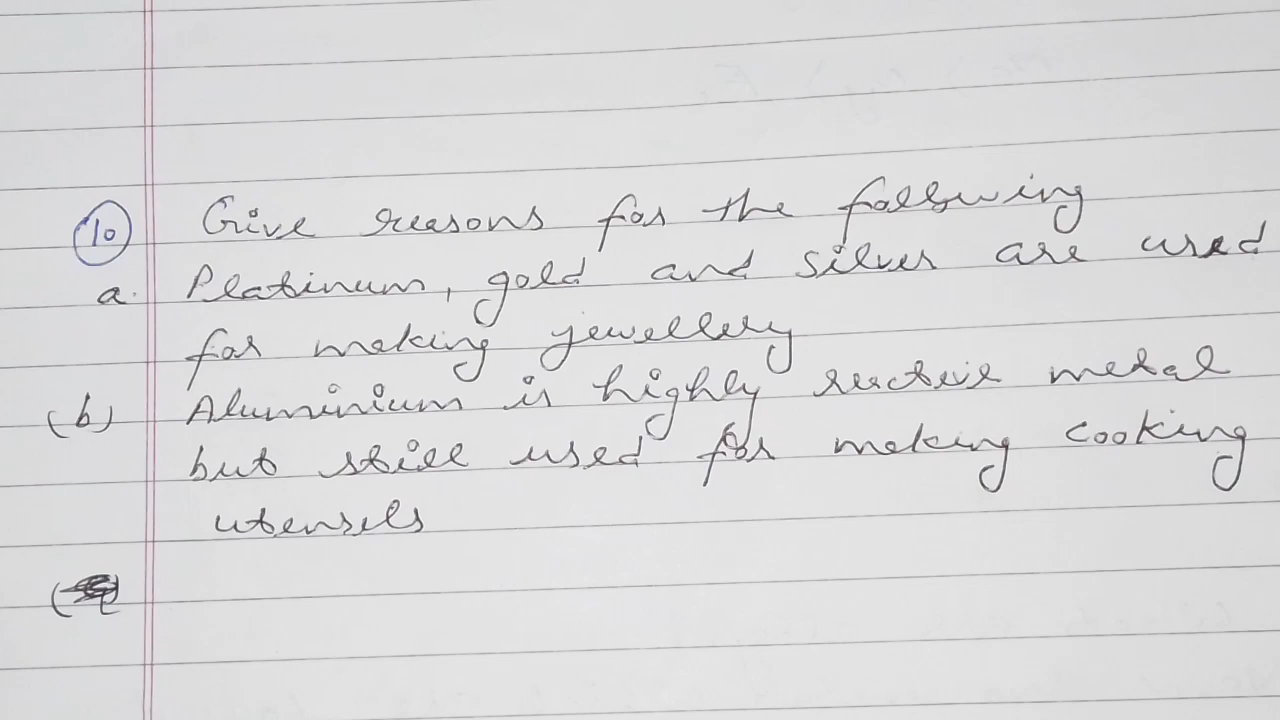 10 Give reasons for the following
a. Platinum, gold and silver are used
for making jewellery
(b) Aluminium is highly reactive metal
but still used for making cooking
utensels
(